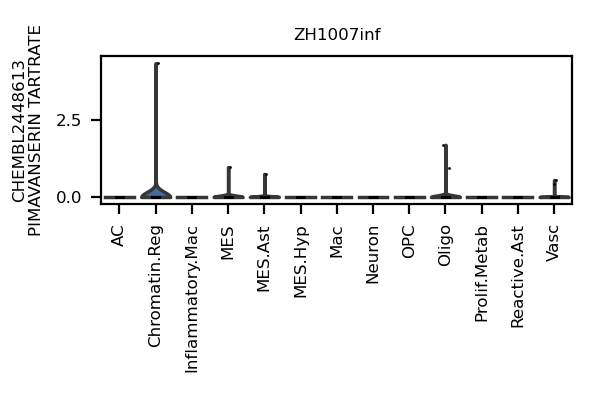 ZH1007inf
CHEMBL2448613
PIMAVANSERIN TARTRATE
2.5
0.0
AC
Chromatin.Reg
Inflammatory.Mac
MES
MES.Ast
MES.Hyp
Mac
Neuron
OPC
Oligo
Prolif.Metab
Reactive.Ast
Vasc